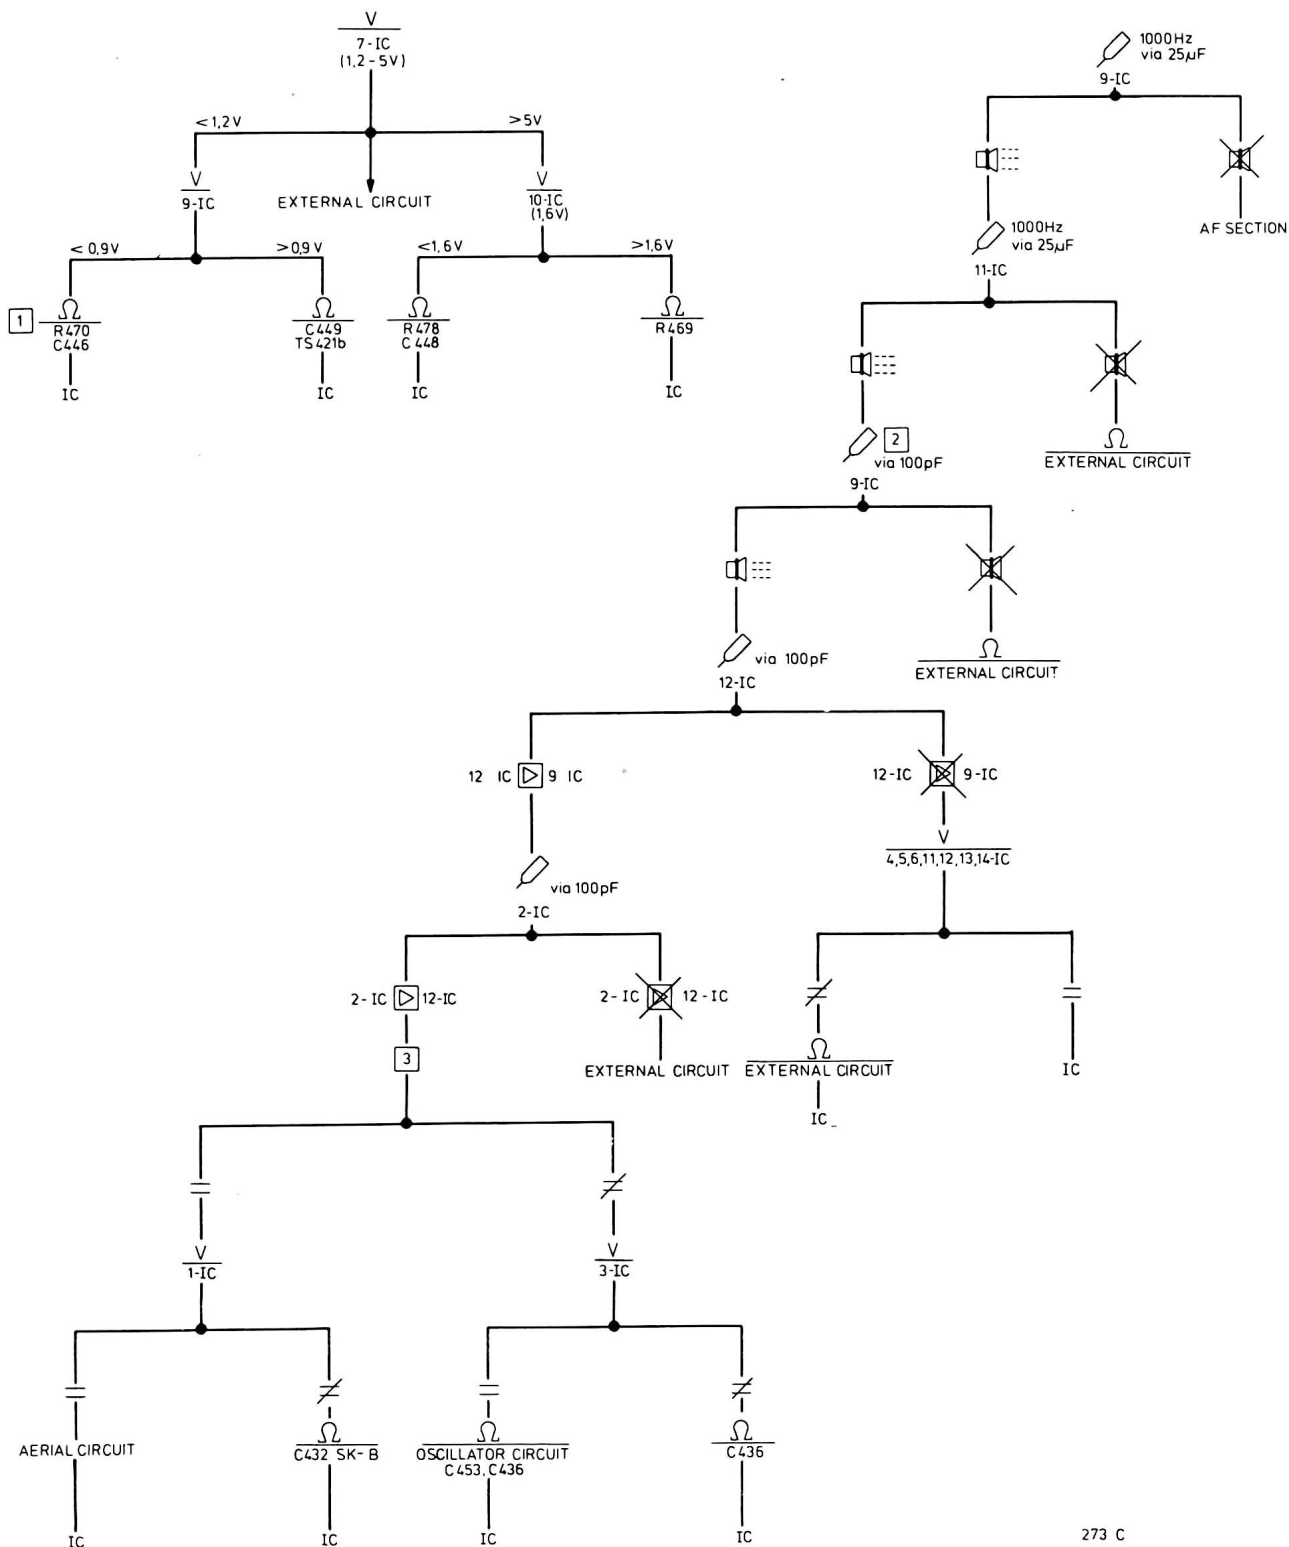 V
7-IC
(1,2-5V)
<1,2V
>5V
V
9-IC
EXTERNAL CIRCUIT
V
10-IC
(1,6V)
<0,9V
>0,9V
<1,6V
>1,6V
1
Ω
R470
C446
IC
Ω
C449
TS421b
IC
Ω
R478
C448
IC
Ω
R469
IC
1000Hz
via 25µF
9-IC
AF SECTION
1000Hz
via 25µF
11-IC
Ω
EXTERNAL CIRCUIT
2
via 100pF
9-IC
Ω
EXTERNAL CIRCUIT
via 100pF
12-IC
12 IC 9 IC
12-IC 9-IC
V
4,5,6,11,12,13,14-IC
via 100pF
2-IC
2-IC 12-IC
2-IC 12-IC
EXTERNAL CIRCUIT
≠
Ω
EXTERNAL CIRCUIT
IC
=
IC
3
=
V
1-IC
≠
V
3-IC
=
AERIAL CIRCUIT
IC
≠
Ω
C432 SK-B
IC
=
Ω
OSCILLATOR CIRCUIT
C453,C436
IC
≠
Ω
C436
IC
273 C